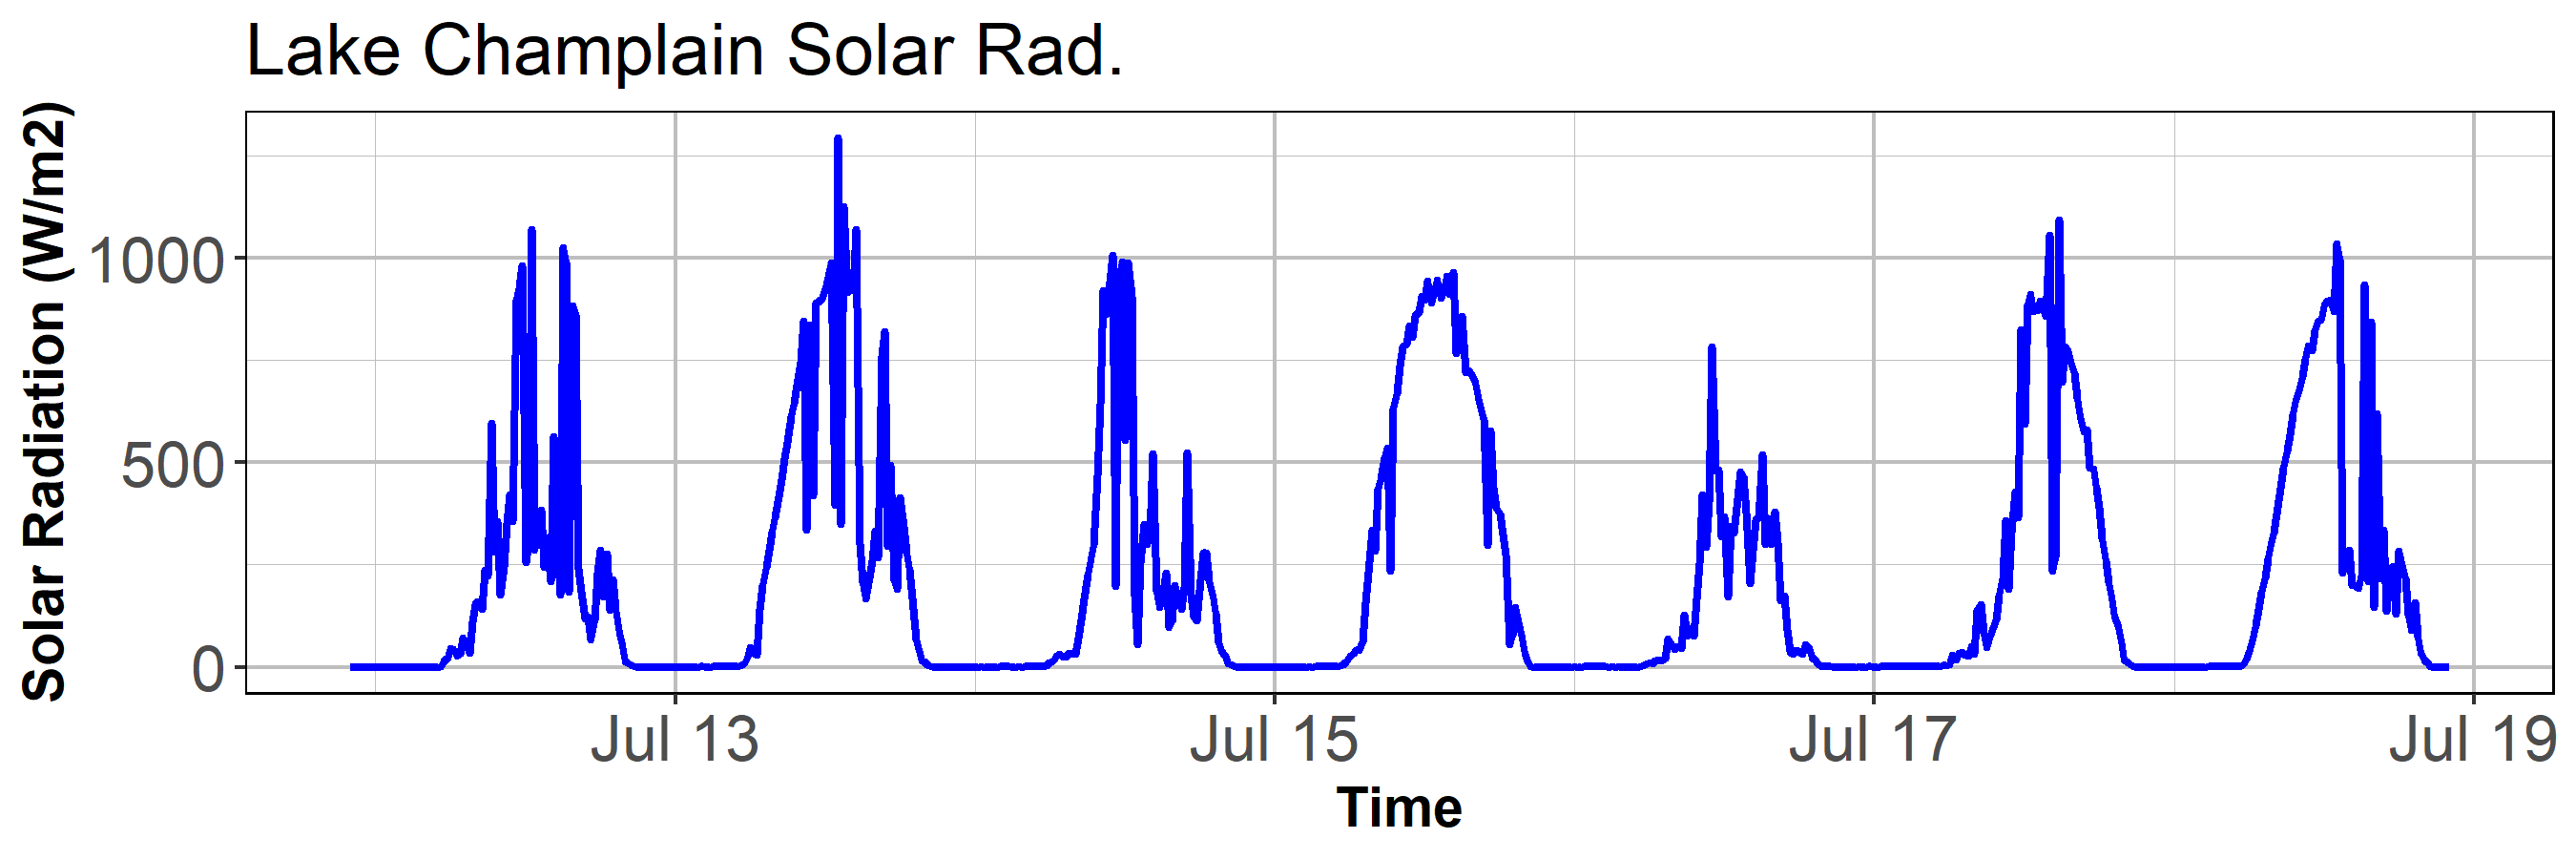 Lake Champlain Solar Rad.
Solar Radiation (W/m2)
1000
500
0
Jul 13 Jul 15 Jul 17 Jul 19
Time